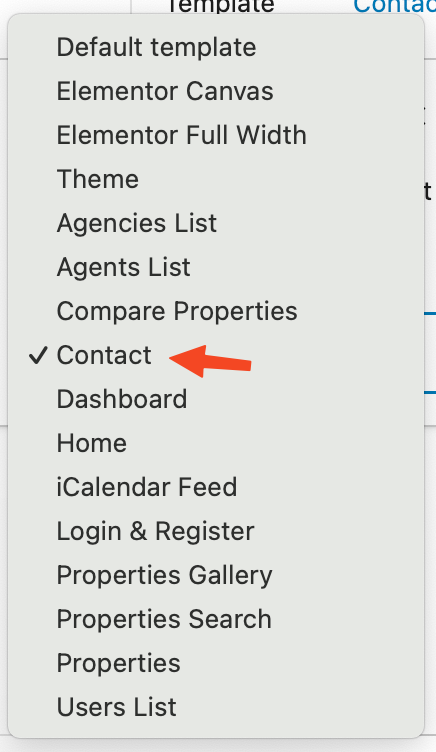 Template
Contac
Default template
Elementor Canvas
Elementor Full Width
Theme
Agencies List
Agents List
Compare Properties
Contact
Dashboard
Home
iCalendar Feed
Login & Register
Properties Gallery
Properties Search
Properties
Users List